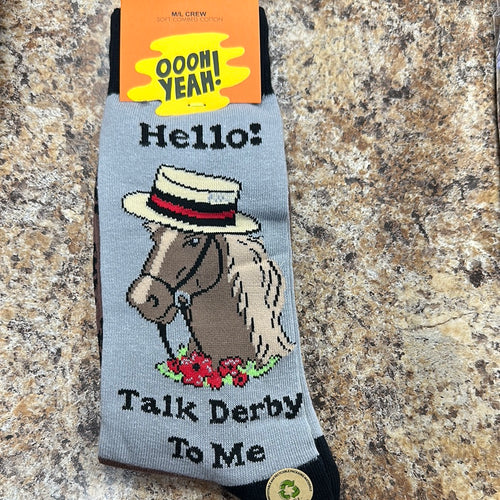 M/L CREW
SOFT COMBED COTTON
OOOH
YEAH!
Hello:
Talk Derby
To Me